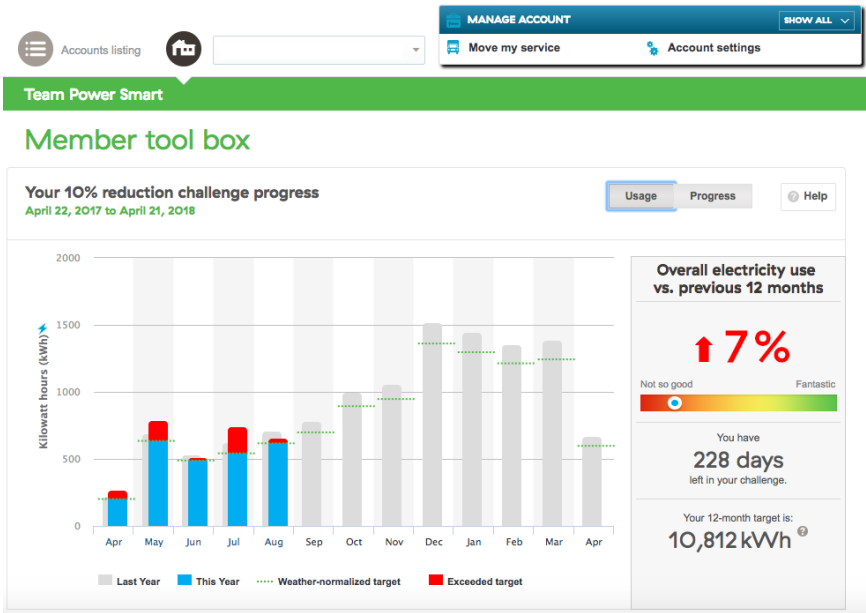 MANAGE ACCOUNT
SHOW ALL
Accounts listing
Move my service
Account settings
Team Power Smart
Member tool box
Your 10% reduction challenge progress
April 22, 2017 to April 21, 2018
Usage
Progress
? Help
2000
1500
1000
500
0
Kilowatt hours (kWh)
Apr May Jun Jul Aug Sep Oct Nov Dec Jan Feb Mar Apr
Last Year
This Year
Weather-normalized target
Exceeded target
Overall electricity use
vs. previous 12 months
7%
Not so good
Fantastic
You have
228 days
left in your challenge.
Your 12-month target is:
10,812 kWh ?